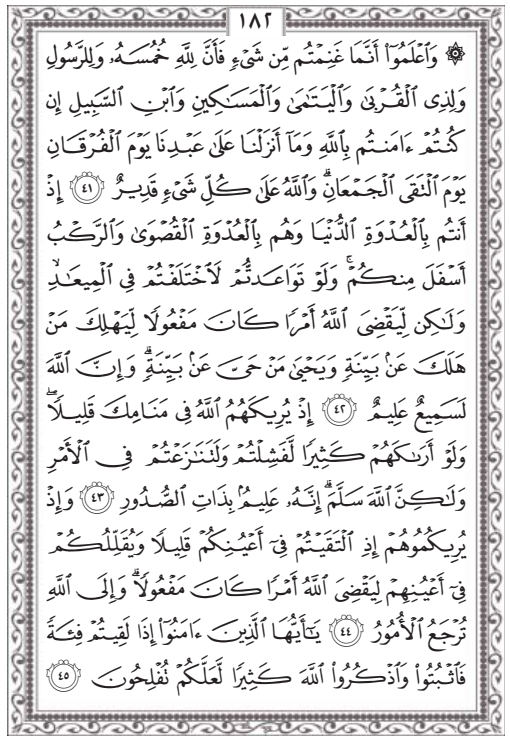 ١٨٢
۞ وَٱعۡلَمُوٓاْ أَنَّمَا غَنِمۡتُم مِّن شَيۡءٖ فَأَنَّ لِلَّهِ خُمُسَهُۥ وَلِلرَّسُولِ
وَلِذِي ٱلۡقُرۡبَىٰ وَٱلۡيَتَٰمَىٰ وَٱلۡمَسَٰكِينِ وَٱبۡنِ ٱلسَّبِيلِ إِن
كُنتُمۡ ءَامَنتُم بِٱللَّهِ وَمَآ أَنزَلۡنَا عَلَىٰ عَبۡدِنَا يَوۡمَ ٱلۡفُرۡقَانِ
يَوۡمَ ٱلۡتَقَى ٱلۡجَمۡعَانِۗ وَٱللَّهُ عَلَىٰ كُلِّ شَيۡءٖ قَدِيرٌ ٤١ إِذۡ
أَنتُم بِٱلۡعُدۡوَةِ ٱلدُّنۡيَا وَهُم بِٱلۡعُدۡوَةِ ٱلۡقُصۡوَىٰ وَٱلرَّكۡبُ
أَسۡفَلَ مِنكُمۡۚ وَلَوۡ تَوَاعَدتُّمۡ لَٱخۡتَلَفۡتُمۡ فِي ٱلۡمِيعَٰدِ
وَلَٰكِن لِّيَقۡضِيَ ٱللَّهُ أَمۡرٗا كَانَ مَفۡعُولٗا لِّيَهۡلِكَ مَنۡ
هَلَكَ عَنۢ بَيِّنَةٖ وَيَحۡيَىٰ مَنۡ حَيَّ عَنۢ بَيِّنَةٖۗ وَإِنَّ ٱللَّهَ
لَسَمِيعٌ عَلِيمٌ ٤٢ إِذۡ يُرِيكَهُمُ ٱللَّهُ فِي مَنَامِكَ قَلِيلٗاۖ
وَلَوۡ أَرَىٰكَهُمۡ كَثِيرٗا لَّفَشِلۡتُمۡ وَلَتَنَٰزَعۡتُمۡ فِي ٱلۡأَمۡرِ
وَلَٰكِنَّ ٱللَّهَ سَلَّمَۚ إِنَّهُۥ عَلِيمُۢ بِذَاتِ ٱلصُّدُورِ ٤٣ وَإِذۡ
يُرِيكُمُوهُمۡ إِذِ ٱلۡتَقَيۡتُمۡ فِيٓ أَعۡيُنِكُمۡ قَلِيلٗا وَيُقَلِّلُكُمۡ
فِيٓ أَعۡيُنِهِمۡ لِيَقۡضِيَ ٱللَّهُ أَمۡرٗا كَانَ مَفۡعُولٗاۗ وَإِلَى ٱللَّهِ
تُرۡجَعُ ٱلۡأُمُورُ ٤٤ يَٰٓأَيُّهَا ٱلَّذِينَ ءَامَنُوٓاْ إِذَا لَقِيتُمۡ فِئَةٗ
فَٱثۡبُتُواْ وَٱذۡكُرُواْ ٱللَّهَ كَثِيرٗا لَّعَلَّكُمۡ تُفۡلِحُونَ ٤٥